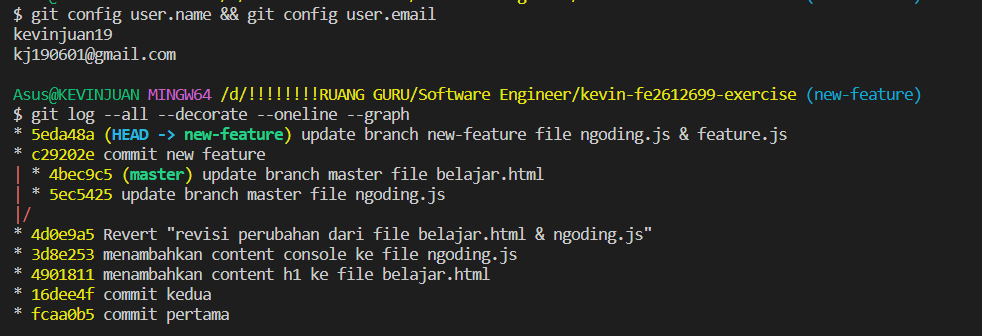 $ git config user.name && git config user.email
kevinjuan19
kj190601@gmail.com
Asus@KEVINJUAN MINGW64 /d/!!!!!!!!RUANG GURU/Software Engineer/kevin-fe2612699-exercise (new-feature)
$ git log --all --decorate --oneline --graph
* 5eda48a (HEAD -> new-feature) update branch new-feature file ngoding.js & feature.js
* c29202e commit new feature
| * 4bec9c5 (master) update branch master file belajar.html
| * 5ec5425 update branch master file ngoding.js
|/
* 4d0e9a5 Revert "revisi perubahan dari file belajar.html & ngoding.js"
* 3d8e253 menambahkan content console ke file ngoding.js
* 4901811 menambahkan content h1 ke file belajar.html
* 16dee4f commit kedua
* fcaa0b5 commit pertama